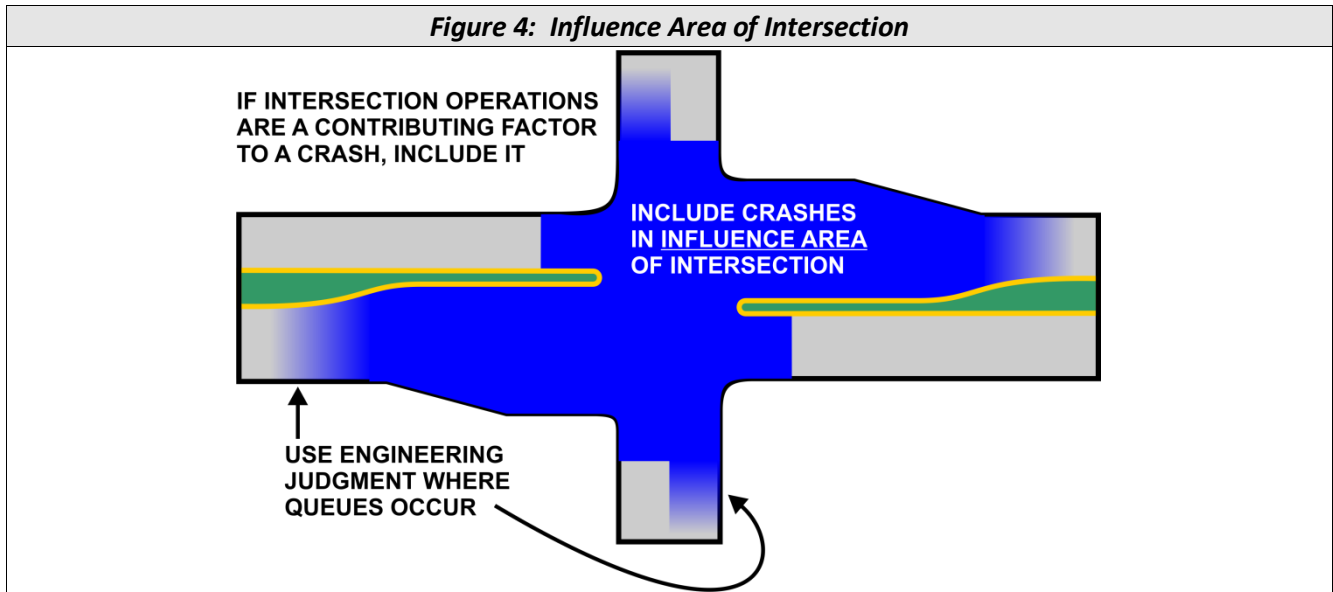 Figure 4: Influence Area of Intersection
IF INTERSECTION OPERATIONS
ARE A CONTRIBUTING FACTOR
TO A CRASH, INCLUDE IT
INCLUDE CRASHES
IN INFLUENCE AREA
OF INTERSECTION
USE ENGINEERING
JUDGMENT WHERE
QUEUES OCCUR